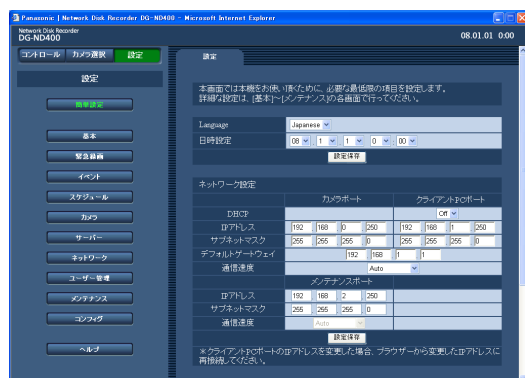 Panasonic | Network Disk Recorder DG-ND400 - Microsoft Internet Explorer
Network Disk Recorder
DG-ND400
08.01.01 0:00
コントロール カメラ選択 設定
設定
簡単設定
基本
緊急録画
イベント
スケジュール
カメラ
サーバー
ネットワーク
ユーザー管理
メンテナンス
コンフィグ
ヘルプ
設定
本画面では本機をお使い頂くために、必要な最低限の項目を設定します。
詳細な設定は、[基本]~[メンテナンス]の各画面で行ってください。
Language Japanese
日時設定 08 . 1 . 1 0 : 00
設定保存
ネットワーク設定
カメラポート クライアントPCポート
DHCP Off
IPアドレス 192 .168 .0 .250 192 .168 .1 .250
サブネットマスク 255 .255 .255 .0 255 .255 .255 .0
デフォルトゲートウェイ 192 .168 .1 .1
通信速度 Auto
メンテナンスポート
IPアドレス 192 .168 .2 .250
サブネットマスク 255 .255 .255 .0
通信速度 Auto
設定保存
※クライアントPCポートのIPアドレスを変更した場合、ブラウザーから変更したIPアドレスに
再接続してください。